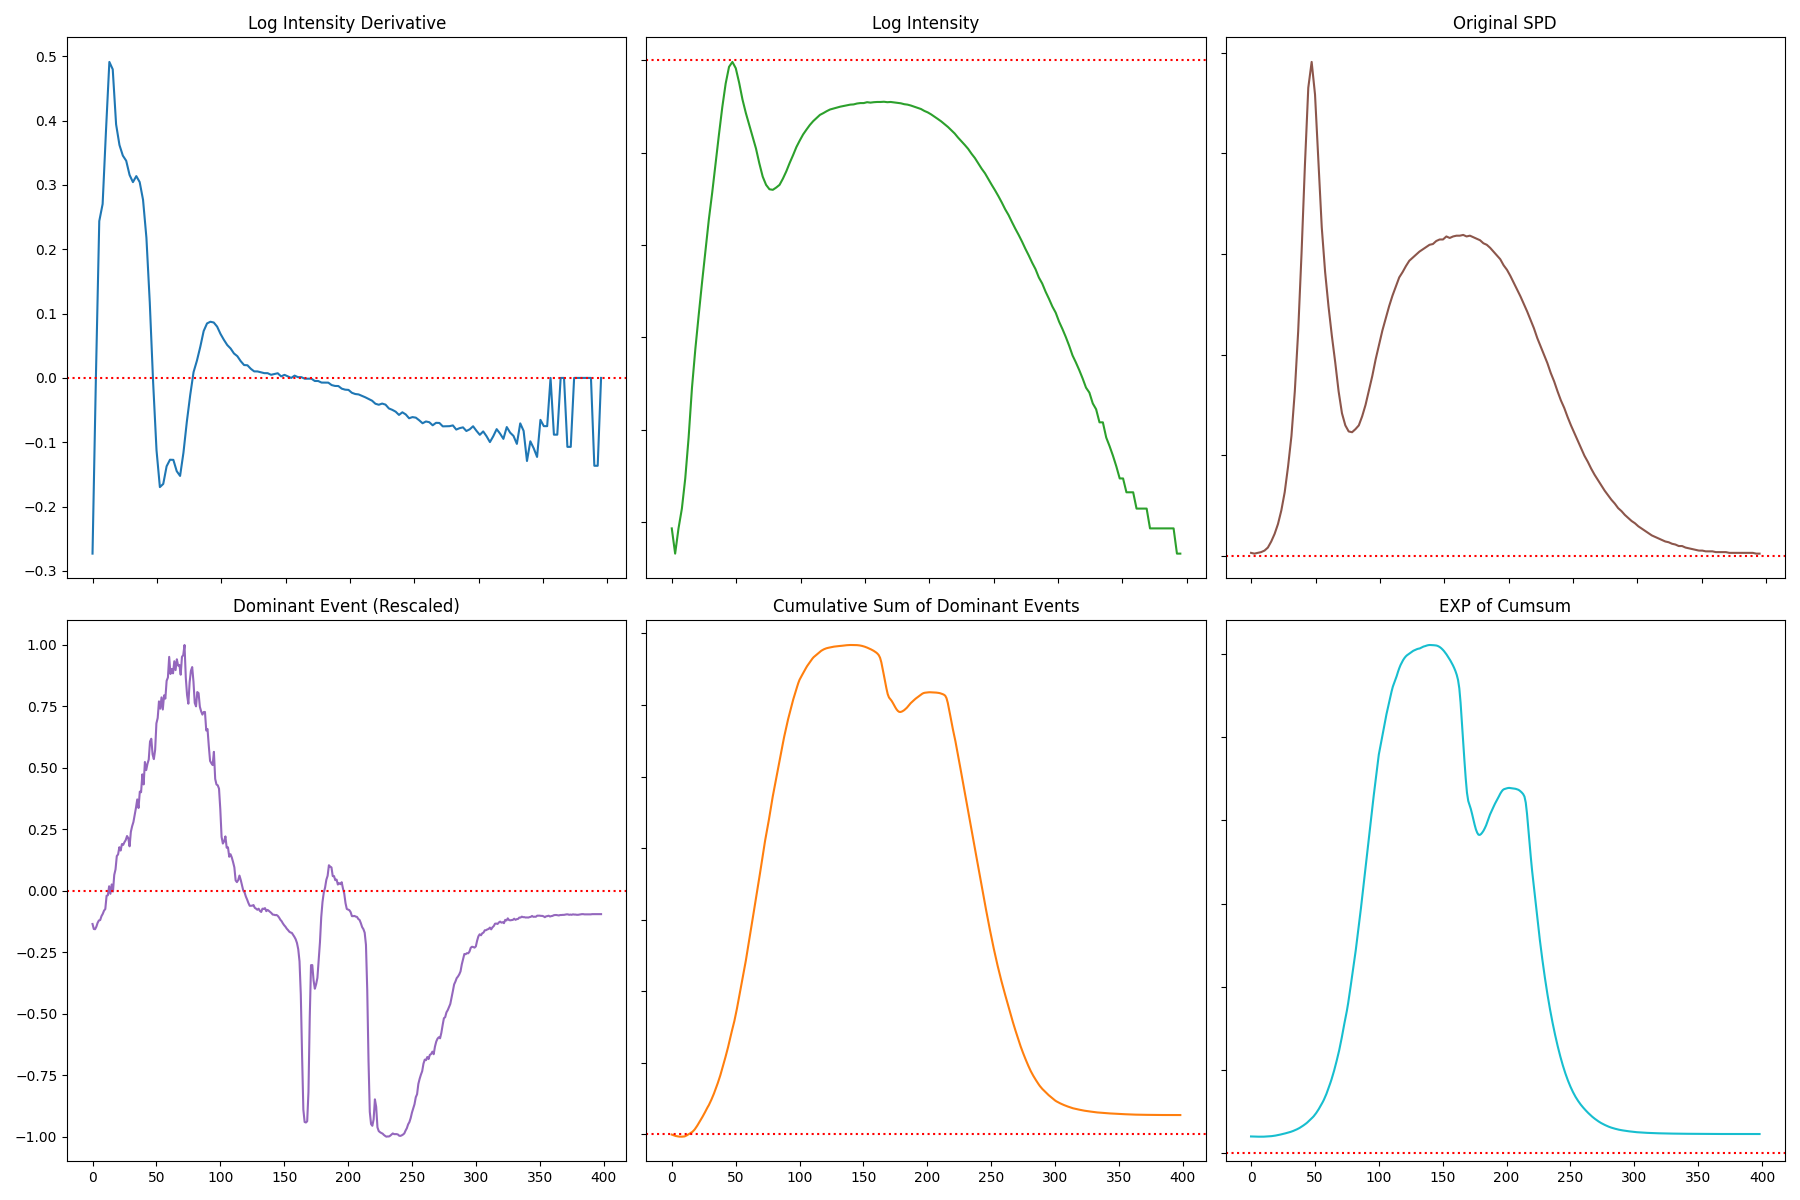 Log Intensity Derivative
Log Intensity
Original SPD
0.5
0.4
0.3
0.2
0.1
0.0
−0.1
−0.2
−0.3
Dominant Event (Rescaled)
Cumulative Sum of Dominant Events
EXP of Cumsum
1.00
0.75
0.50
0.25
0.00
−0.25
−0.50
−0.75
−1.00
0 50 100 150 200 250 300 350 400
0 50 100 150 200 250 300 350 400
0 50 100 150 200 250 300 350 400